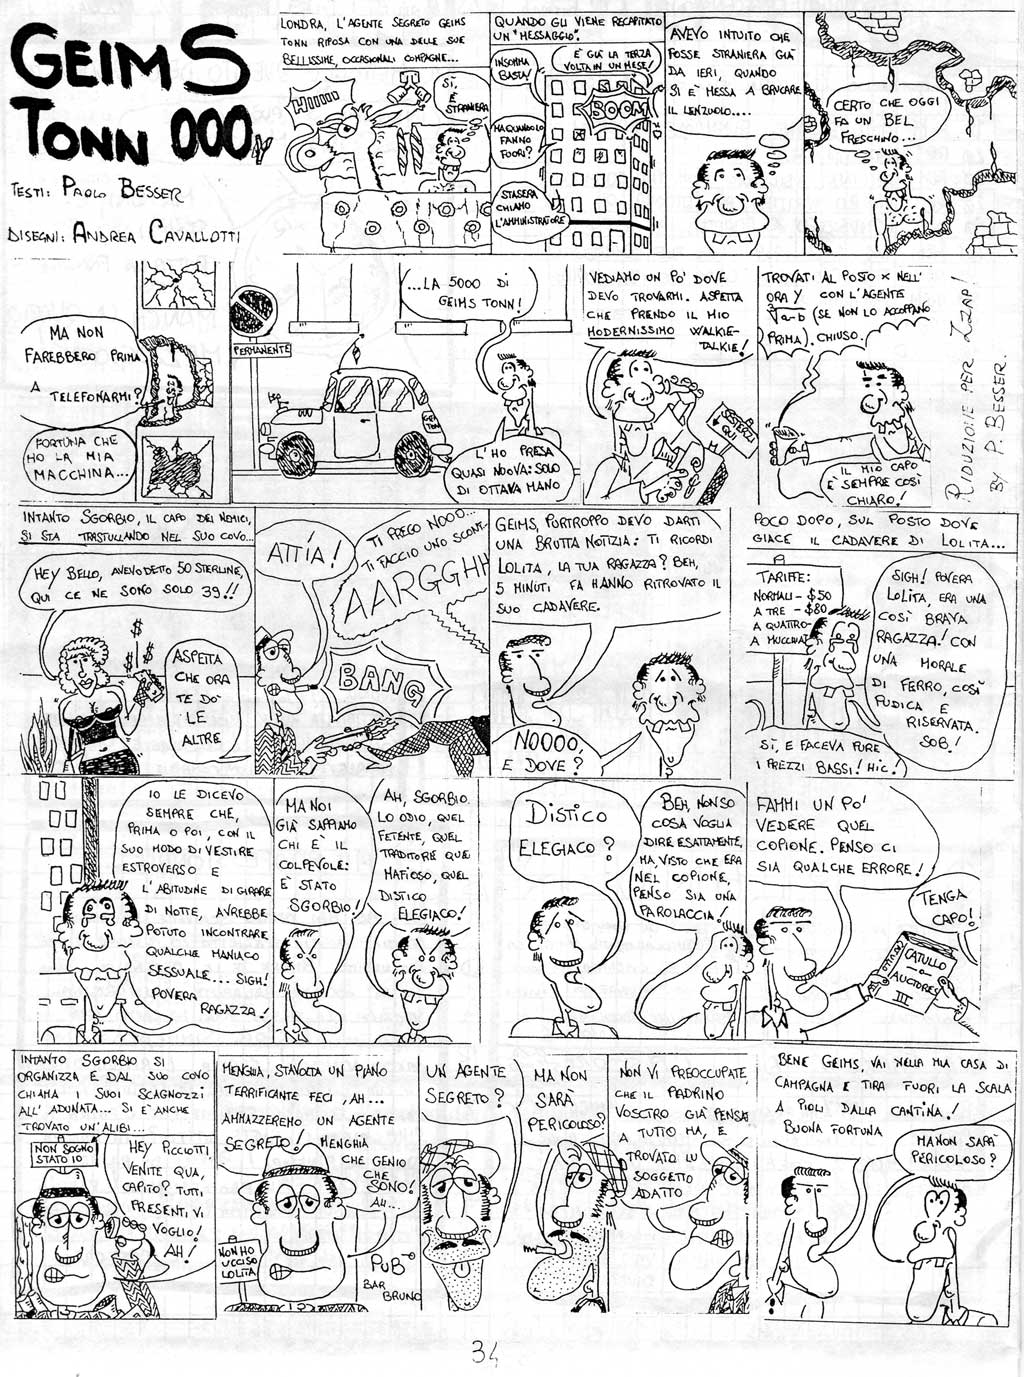 GEIMS
TONN 000
TESTI: PAOLO BESSER
DISEGNI: ANDREA CAVALLOTTI
LONDRA, L'AGENTE SEGRETO GEIMS
TONN RIPOSA CON UNA DELLE SUE
BELLISSIME, OCCASIONALI COMPAGNE...
HIIIIII
SI,
È
STRANIERA
QUANDO GLI VIENE RECAPITATO
UN "MESSAGGIO".
INSOMMA
BASTA!
È GIÀ LA TERZA
VOLTA IN UN MESE!
BOOM
MA QUANDO LO
FANNO
FUORI?
STASERA
CHIAMO
L'AMMINISTRATORE
AVEVO INTUITO CHE
FOSSE STRANIERA GIÀ
DA IERI, QUANDO
SI È MESSA A BRUCARE
IL LENZUOLO....
CERTO CHE OGGI
FA UN BEL
FRESCHINO...
MA NON
FAREBBERO PRIMA
A
TELEFONARMI?
FORTUNA CHE
HO LA MIA
MACCHINA...
PERMANENTE
...LA 5000 DI
GEIMS TONN!
L'HO PRESA
QUASI NUOVA: SOLO
DI OTTAVA MANO
VEDIAMO UN PO' DOVE
DEVO TROVARMI. ASPETTA
CHE PRENDO IL MIO
MODERNISSIMO WALKIE-
TALKIE!
QUI
TROVATI AL POSTO X NELL'
ORA Y CON L'AGENTE
√a-b (SE NON LO ACCOPPANO
PRIMA). CHIUSO.
IL MIO CAPO
È SEMPRE COSÌ
CHIARO!
RIDUZIONE PER ZZAP!
BY P. BESSER.
INTANTO SGORBIO, IL CAPO DEI NEMICI,
SI STA TRASTULLANDO NEL SUO COVO...
HEY BELLO, AVEVO DETTO 50 STERLINE,
QUI CE NE SONO SOLO 39!!
$ $ $
ASPETTA
CHE ORA
TE DO'
LE
ALTRE
ATTÌA!
TI PREGO NOOO...
TI FACCIO UNO SCONT-
AARGGHH
BANG
GEIMS, PURTROPPO DEVO DARTI
UNA BRUTTA NOTIZIA: TI RICORDI
LOLITA, LA TUA RAGAZZA? BEH,
5 MINUTI FA HANNO RITROVATO IL
SUO CADAVERE.
NOOOO,
E DOVE?
POCO DOPO, SUL POSTO DOVE
GIACE IL CADAVERE DI LOLITA...
TARIFFE:
NORMALI - $50
A TRE - $80
A QUATTRO-
A MUCCHIAT
SIGH! POVERA
LOLITA, ERA UNA
COSÌ BRAVA
RAGAZZA! CON
UNA MORALE
DI FERRO, COSÌ
PUDICA E
RISERVATA.
SOB!
SÌ, E FACEVA PURE
I PREZZI BASSI! HIC!
IO LE DICEVO
SEMPRE CHE,
PRIMA O POI, CON IL
SUO MODO DI VESTIRE
ESTROVERSO E
L'ABITUDINE DI GIRARE
DI NOTTE, AVREBBE
POTUTO INCONTRARE
QUALCHE MANIACO
SESSUALE... SIGH!
POVERA
RAGAZZA!
MA NOI
GIÀ SAPPIAMO
CHI È IL
COLPEVOLE:
È STATO
SGORBIO!
AH, SGORBIO.
LO ODIO, QUEL
FETENTE, QUEL
TRADITORE QUEL
MAFIOSO, QUEL
DISTICO
ELEGIACO!
DISTICO
ELEGIACO?
BEH, NON SO
COSA VOGLIA
DIRE ESATTAMENTE,
MA, VISTO CHE ERA
NEL COPIONE,
PENSO SIA UNA
PAROLACCIA!
FAMMI UN PO'
VEDERE QUEL
COPIONE. PENSO CI
SIA QUALCHE ERRORE!
TENGA
CAPO!
CATULLO
AUCTORES
III
INTANTO SGORBIO SI
ORGANIZZA E DAL SUO COVO
CHIAMA I SUOI SCAGNOZZI
ALL'ADUNATA... SI È ANCHE
TROVATO UN'ALIBI...
NON SOGNO
STATO IO
HEY PICCIOTTI,
VENITE QUA,
CAPITO? TUTTI
PRESENTI VI
VOGLIO!
AH!
MENGHIA, STAVOLTA UN PIANO
TERRIFICANTE FECI, AH...
AMMAZZEREMO UN AGENTE
SEGRETO!
MENGHIA
CHE GENIO
CHE
SONO!
AH...
NON HO
UCCISO
LOLITA
PUB
BAR
BRUNO
UN AGENTE
SEGRETO?
MA NON
SARÀ
PERICOLOSO?
NON VI PREOCCUPATE,
CHE IL PADRINO
VOSCTRO GIÀ PENSA
A TUTTO MA, E
TROVATO LU
SOGGETTO
ADATTO
BENE GEIMS, VAI NELLA MIA CASA DI
CAMPAGNA E TIRA FUORI LA SCALA
A PIOLI DALLA CANTINA!
BUONA FORTUNA
MA NON SARÀ
PERICOLOSO?
34